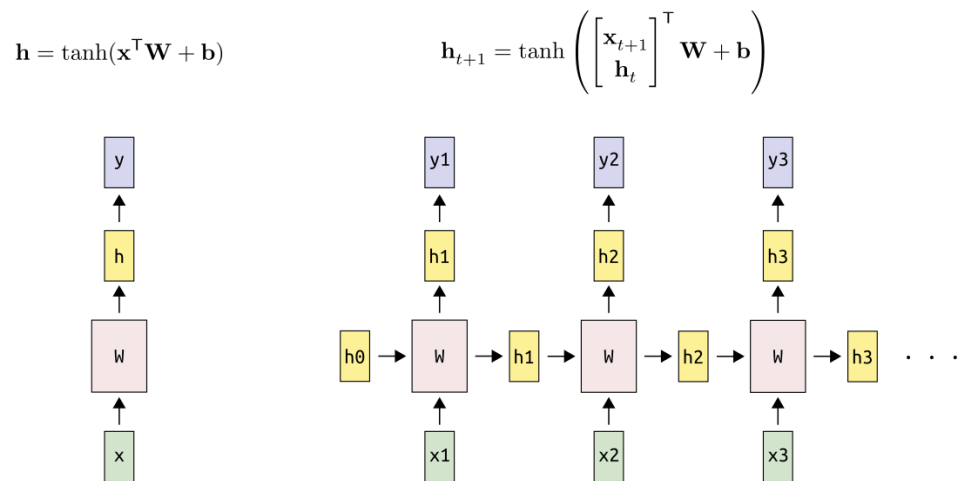 h = tanh(x⊤W + b)
h_{t+1} = tanh([x_{t+1} h_t]⊤ W + b)
y y1 y2 y3
h h1 h2 h3
W h0 W h1 W h2 W h3 . . .
x x1 x2 x3